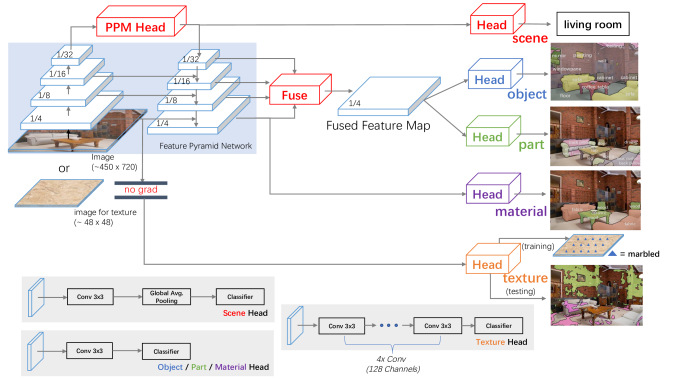 PPM Head
Head
scene
living room
1/32
1/16
1/8
1/4
1/32
1/16
1/8
1/4
Fuse
1/4
Fused Feature Map
Head
object
Head
part
Feature Pyramid Network
Image
(~450 x 720)
or
no grad
image for texture
(~ 48 x 48)
Head
material
Head
texture
(training)
(testing)
= marbled
Conv 3x3
Global Avg.
Pooling
Classifier
Scene Head
Conv 3x3
Classifier
Object / Part / Material Head
Conv 3x3
Conv 3x3
Classifier
Texture Head
4x Conv
(128 Channels)